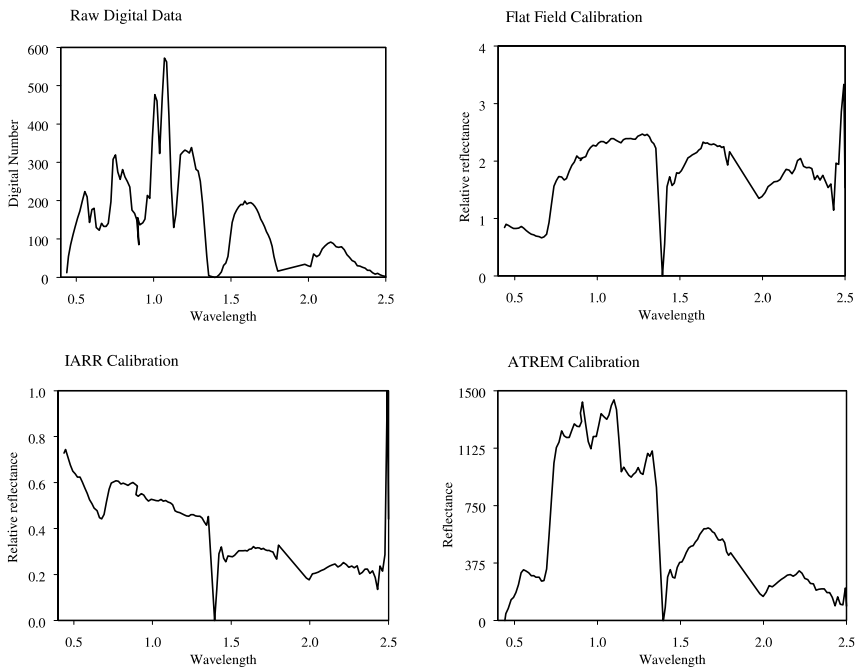 Raw Digital Data
600
500
400
300
200
100
0
Digital Number
0.5 1.0 1.5 2.0 2.5
Wavelength
Flat Field Calibration
4
3
2
1
0
Relative reflectance
0.5 1.0 1.5 2.0 2.5
Wavelength
IARR Calibration
1.0
0.8
0.6
0.4
0.2
0.0
Relative reflectance
0.5 1.0 1.5 2.0 2.5
Wavelength
ATREM Calibration
1500
1125
750
375
0
Reflectance
0.5 1.0 1.5 2.0 2.5
Wavelength